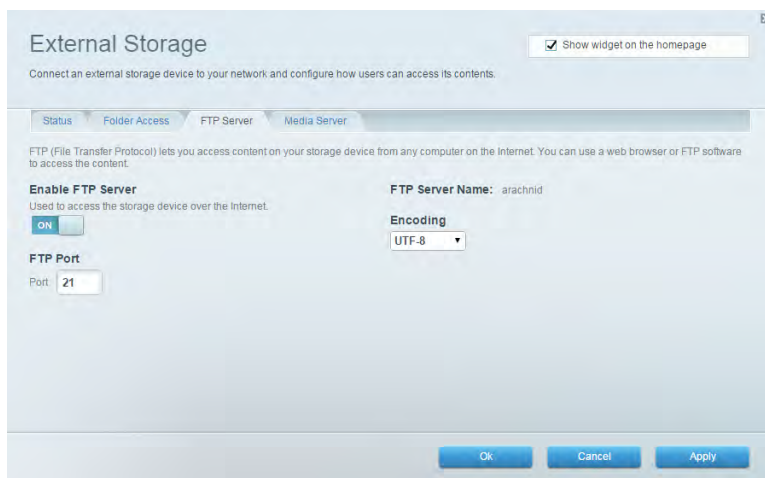 External Storage
Show widget on the homepage
Connect an external storage device to your network and configure how users can access its contents.
Status Folder Access FTP Server Media Server
FTP (File Transfer Protocol) lets you access content on your storage device from any computer on the Internet. You can use a web browser or FTP software
to access the content.
Enable FTP Server
Used to access the storage device over the Internet.
ON
FTP Port
Port: 21
FTP Server Name: arachnid
Encoding
UTF-8
Ok Cancel Apply